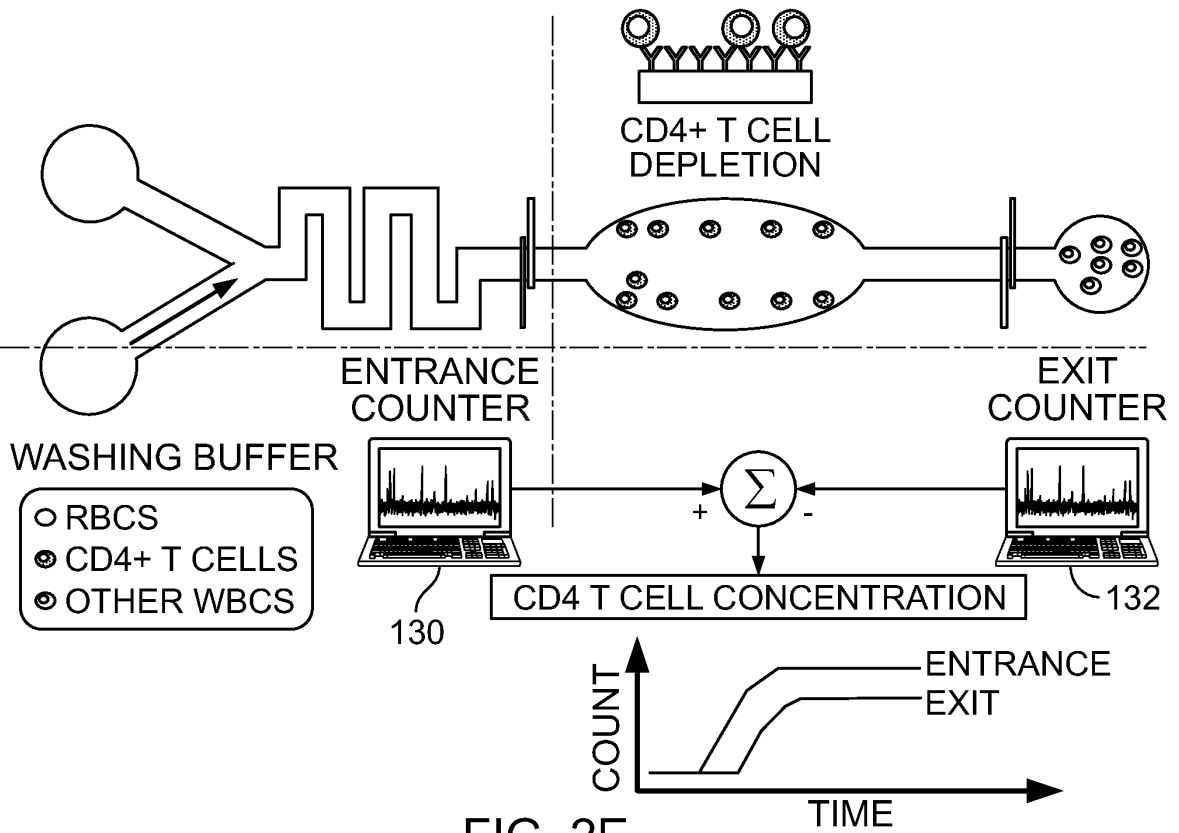 CD4+ T CELL
DEPLETION
ENTRANCE
COUNTER
EXIT
COUNTER
WASHING BUFFER
RBCS
CD4+ T CELLS
OTHER WBCS
Σ
+
-
CD4 T CELL CONCENTRATION
130
132
COUNT
ENTRANCE
EXIT
TIME